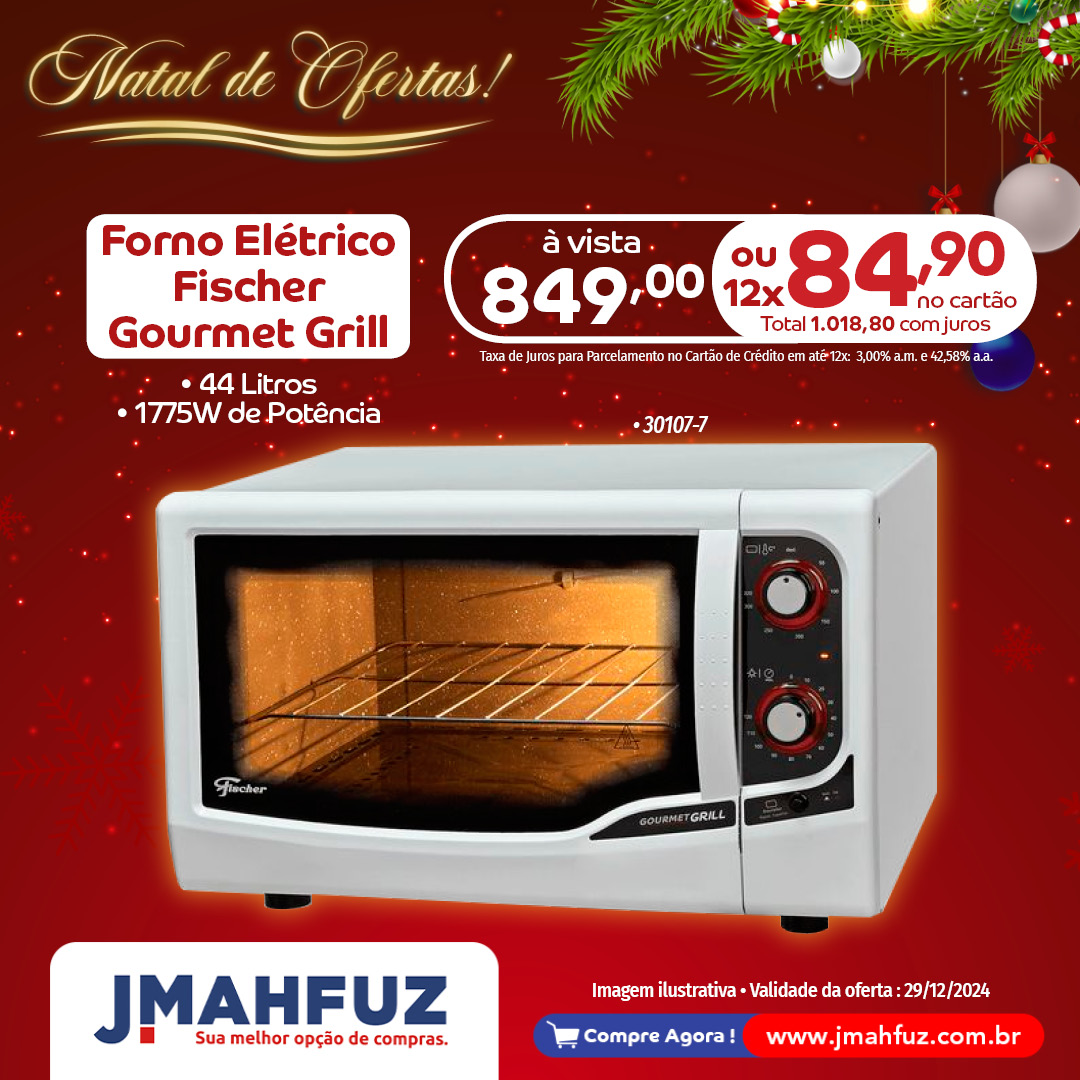 Natal de Ofertas!
Forno Elétrico
Fischer
Gourmet Grill
• 44 Litros
• 1775W de Potência
à vista
849,00
ou
12x
84,90
no cartão
Total 1.018,80 com juros
Taxa de Juros para Parcelamento no Cartão de Crédito em até 12x: 3,00% a.m. e 42,58% a.a.
• 30107-7
Fischer
GOURMET GRILL
JMAHFUZ
Sua melhor opção de compras.
Imagem ilustrativa • Validade da oferta : 29/12/2024
Compre Agora !
www.jmahfuz.com.br